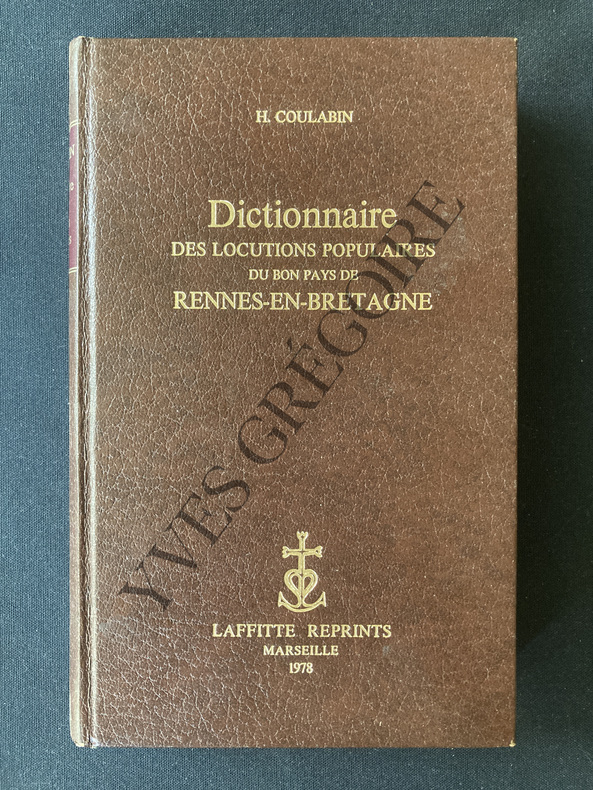 H. COULABIN
Dictionnaire
DES LOCUTIONS POPULAIRES
DU BON PAYS DE
RENNES-EN-BRETAGNE
YVES GRÉGOIRE
LAFFITTE REPRINTS
MARSEILLE
1978